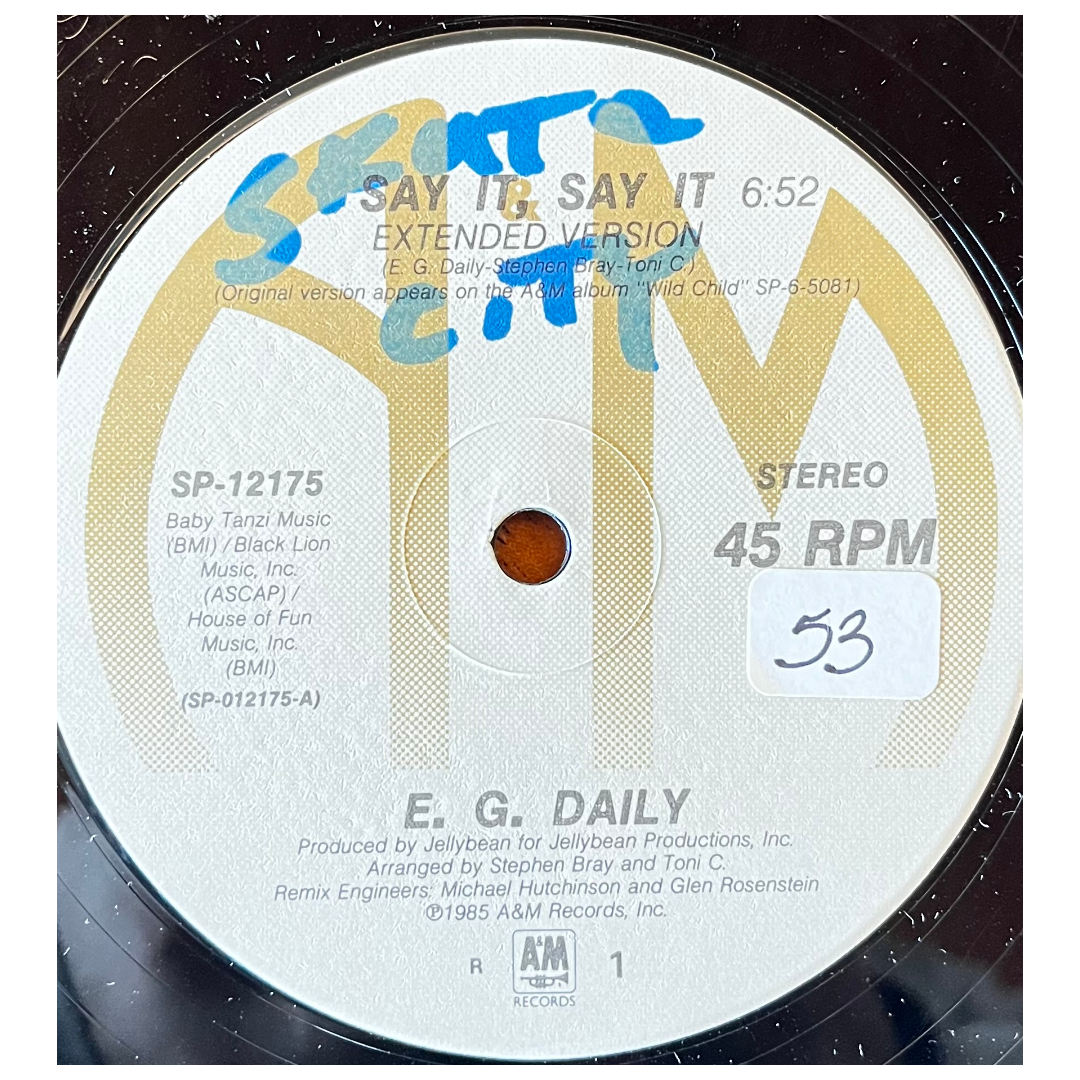 SKATE
SAY IT, SAY IT 6:52
&
EXTENDED VERSION
(E. G. Daily-Stephen Bray-Toni C.)
(Original version appears on the A&M album "Wild Child" SP-6-5081)
CITY
SP-12175
Baby Tanzi Music
(BMI) / Black Lion
Music, Inc.
(ASCAP) /
House of Fun
Music, Inc.
(BMI)
(SP-012175-A)
STEREO
45 RPM
53
E. G. DAILY
Produced by Jellybean for Jellybean Productions, Inc.
Arranged by Stephen Bray and Toni C.
Remix Engineers: Michael Hutchinson and Glen Rosenstein
℗1985 A&M Records, Inc.
R A&M 1
RECORDS